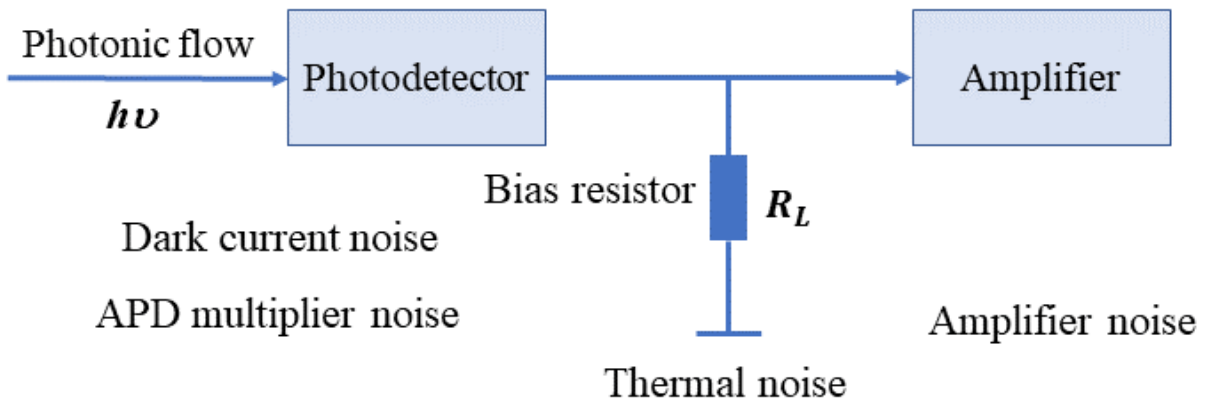 Photonic flow
hυ
Photodetector
Amplifier
Bias resistor
R_L
Dark current noise
APD multiplier noise
Thermal noise
Amplifier noise